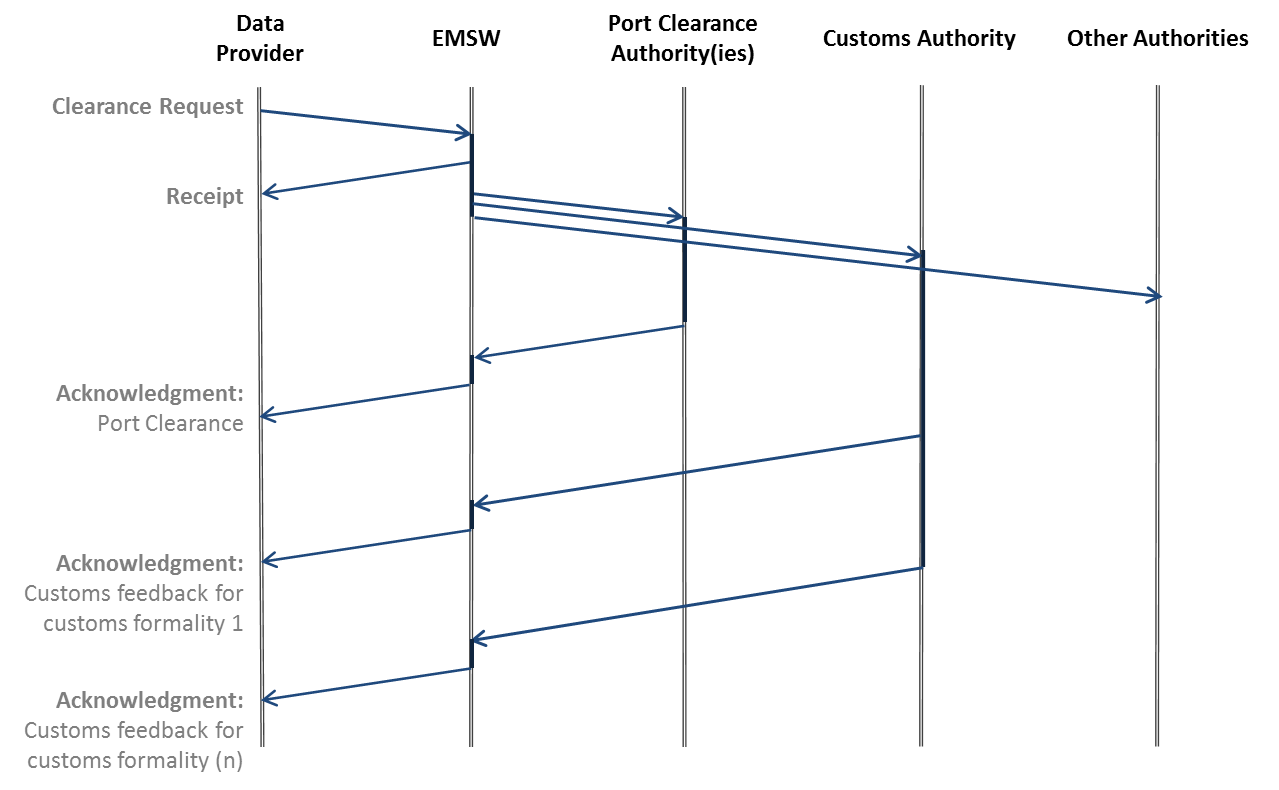 Data
Provider
EMSW
Port Clearance
Authority(ies)
Customs Authority
Other Authorities
Clearance Request
Receipt
Acknowledgment:
Port Clearance
Acknowledgment:
Customs feedback for
customs formality 1
Acknowledgment:
Customs feedback for
customs formality (n)